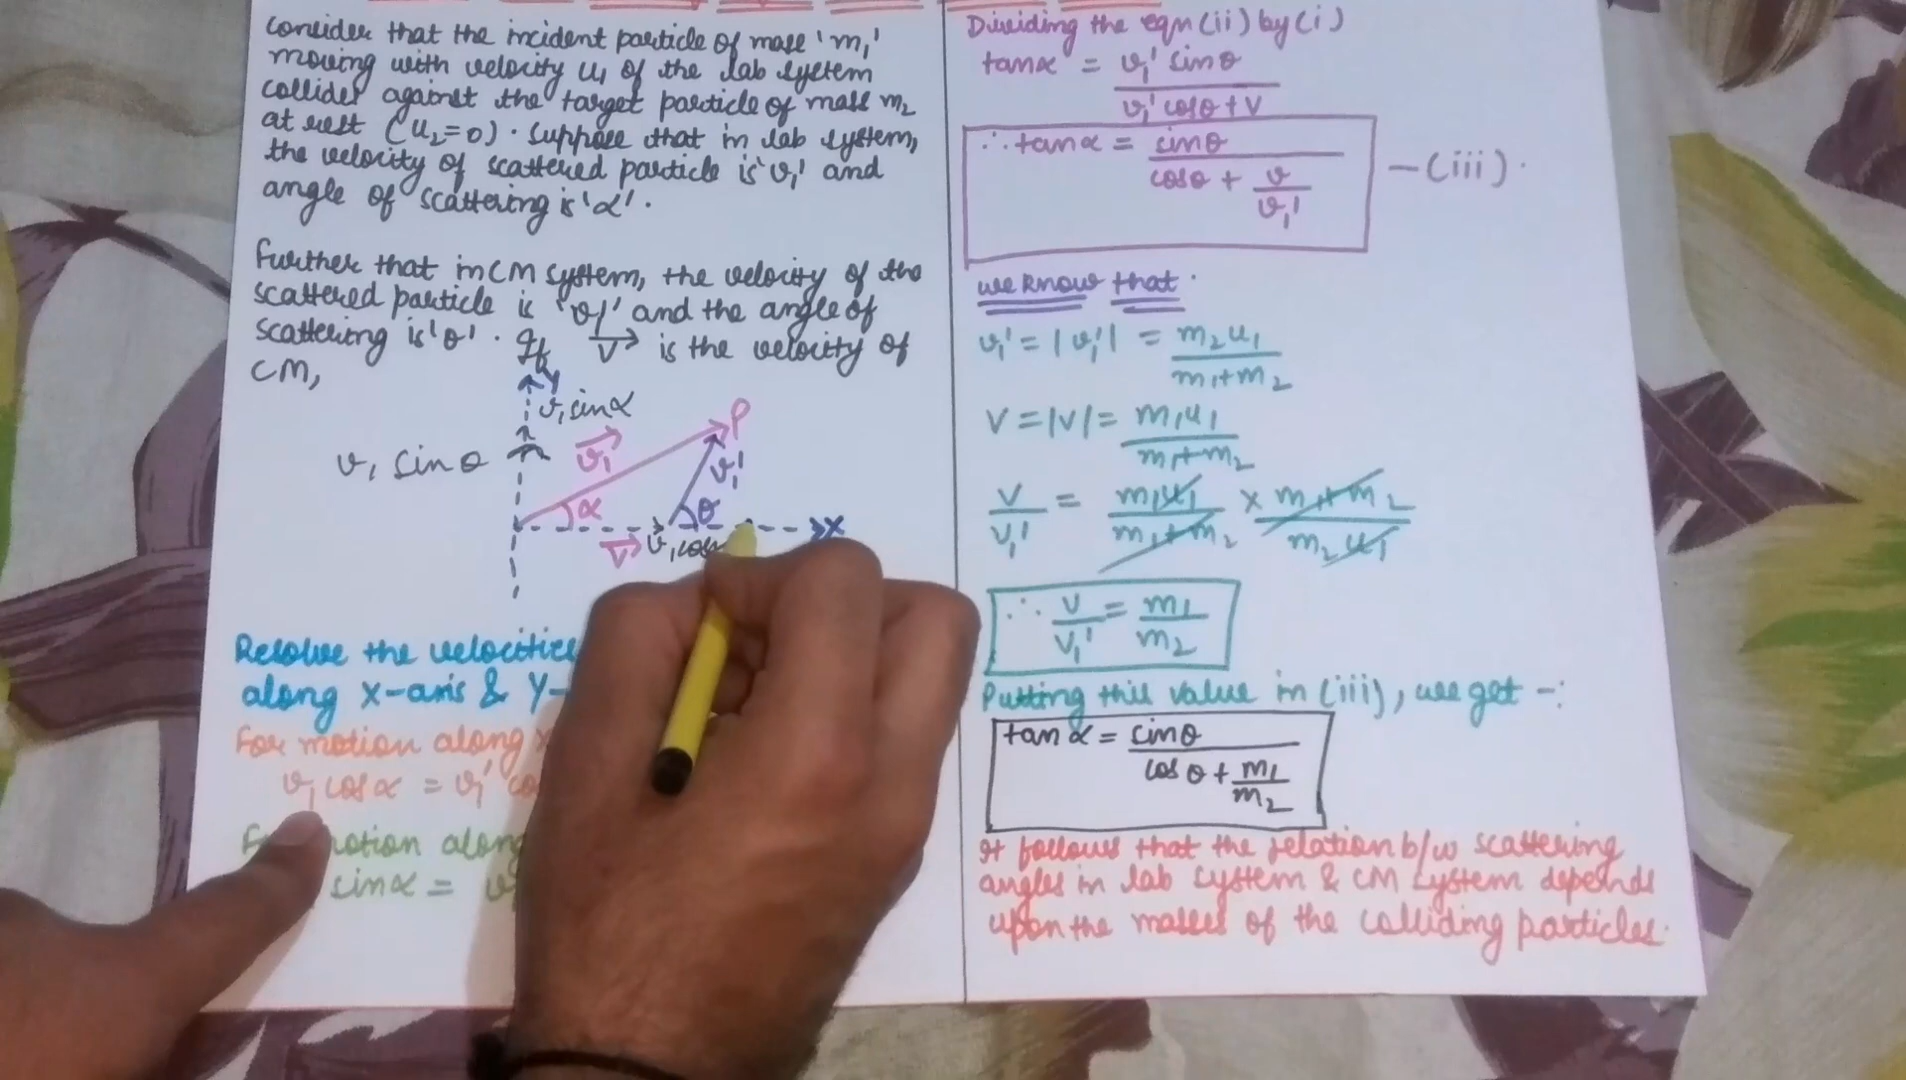 Consider that the incident particle of mass 'm₁'
moving with velocity u₁ of the lab system
collides against the target particle of mass m₂
at rest (u₂=0). Suppose that in lab system,
the velocity of scattered particle is 'v₁' and
angle of scattering is 'α'.
Further that in CM system, the velocity of the
scattered particle is 'v₁'' and the angle of
scattering is 'θ'. If V→ is the velocity of
CM,
Y
v₁ sinα
P
v₁ sinθ
v₁→
v₁'
α
θ
X
V→
v₁cos
Resolve the velocities
along X-axis & Y-
For motion along X
v₁ cosα = v₁'
motion along
sinα =
Dividing the eqn (ii) by (i)
tanα = v₁' sinθ / v₁' cosθ + V
∴ tanα = sinθ / cosθ + v/v₁' —(iii).
we know that
v₁' = |v₁'| = m₂u₁ / m₁+m₂
V = |V| = m₁u₁ / m₁+m₂
V/v₁' = m₁u₁ / m₁+m₂ × m₁+m₂ / m₂u₁
∴ V/V₁' = m₁/m₂
Putting this value in (iii), we get -:
tan α = sinθ / cosθ + m₁/m₂
It follows that the relation b/w scattering
angles in lab system & CM system depends
upon the masses of the colliding particles.